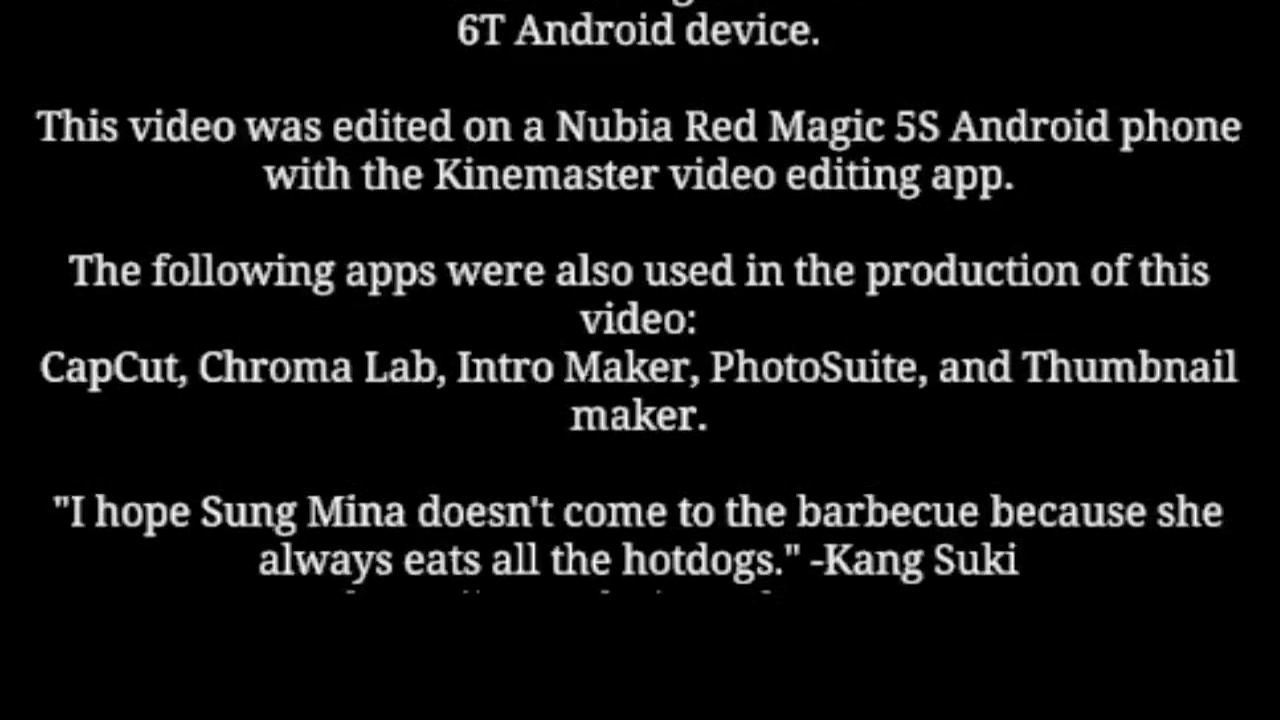 6T Android device.
This video was edited on a Nubia Red Magic 5S Android phone
with the Kinemaster video editing app.
The following apps were also used in the production of this
video:
CapCut, Chroma Lab, Intro Maker, PhotoSuite, and Thumbnail
maker.
"I hope Sung Mina doesn't come to the barbecue because she
always eats all the hotdogs." -Kang Suki